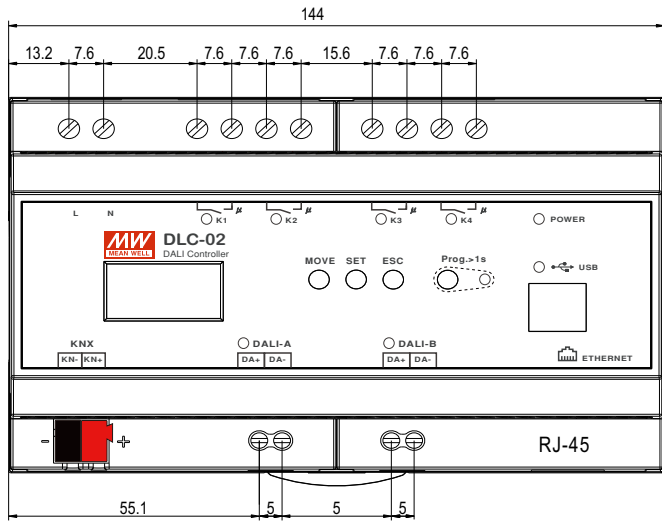 144
13.2 7.6 20.5 7.6 7.6 7.6 15.6 7.6 7.6 7.6
L N K1 μ K2 μ K3 μ K4 μ POWER
MW
MEAN WELL
DLC-02
DALI Controller
MOVE SET ESC Prog.>1s
USB
KNX DALI-A DALI-B
KN- KN+ DA+ DA- DA+ DA- ETHERNET
- + RJ-45
55.1 5 5 5